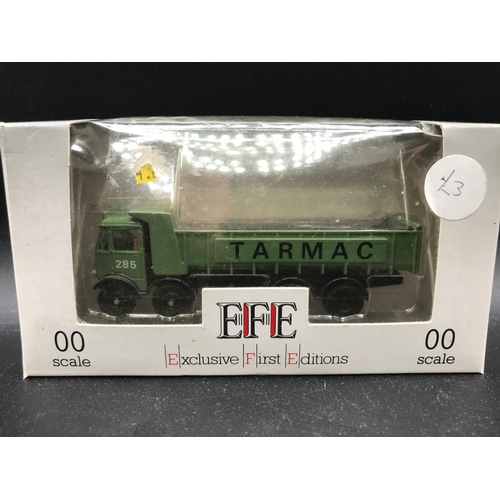 £3
TARMAC
285
EFE
00
scale
Exclusive First Editions
00
scale